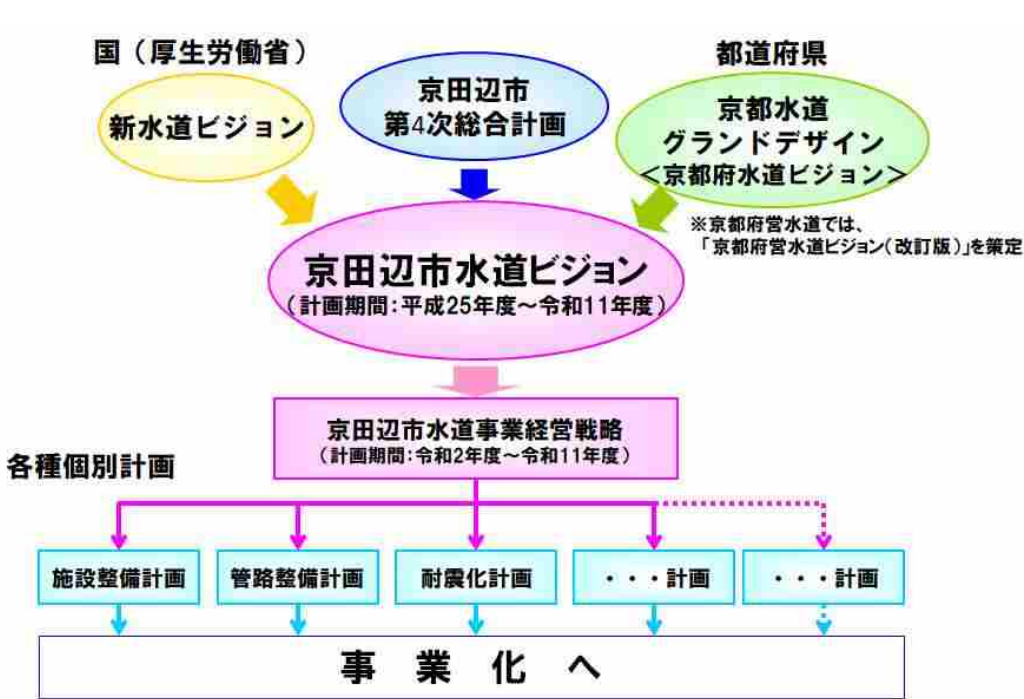 国（厚生労働省）
新水道ビジョン
京田辺市
第4次総合計画
都道府県
京都水道
グランドデザイン
＜京都府水道ビジョン＞
※京都府営水道では、
「京都府営水道ビジョン（改訂版）」を策定
京田辺市水道ビジョン
（計画期間：平成25年度～令和11年度）
京田辺市水道事業経営戦略
（計画期間：令和2年度～令和11年度）
各種個別計画
施設整備計画
管路整備計画
耐震化計画
・・・計画
・・・計画
事 業 化 へ